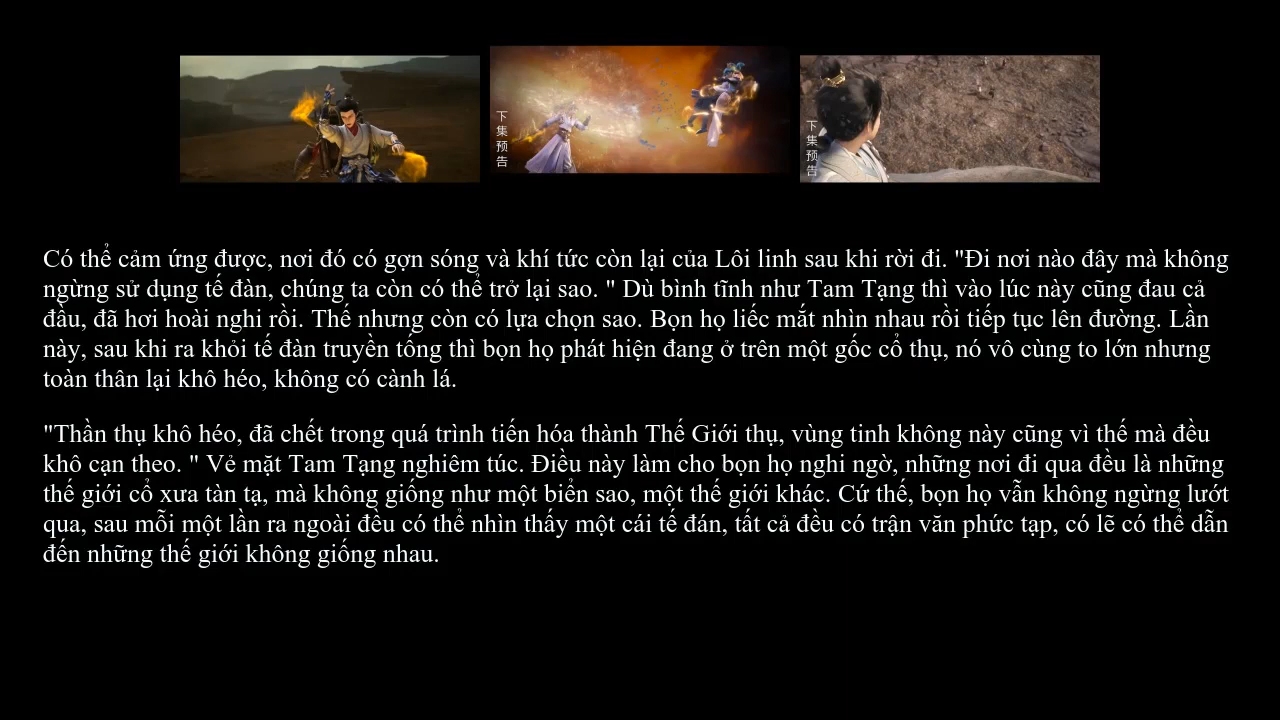 下集预告
下集预告
Có thể cảm ứng được, nơi đó có gợn sóng và khí tức còn lại của Lôi linh sau khi rời đi. "Đi nơi nào đây mà không
ngừng sử dụng tế đàn, chúng ta còn có thể trở lại sao. " Dù bình tĩnh như Tam Tạng thì vào lúc này cũng đau cả
đầu, đã hơi hoài nghi rồi. Thế nhưng còn có lựa chọn sao. Bọn họ liếc mắt nhìn nhau rồi tiếp tục lên đường. Lần
này, sau khi ra khỏi tế đàn truyền tống thì bọn họ phát hiện đang ở trên một gốc cổ thụ, nó vô cùng to lớn nhưng
toàn thân lại khô héo, không có cành lá.
"Thần thụ khô héo, đã chết trong quá trình tiến hóa thành Thế Giới thụ, vùng tinh không này cũng vì thế mà đều
khô cạn theo. " Vẻ mặt Tam Tạng nghiêm túc. Điều này làm cho bọn họ nghi ngờ, những nơi đi qua đều là những
thế giới cổ xưa tàn tạ, mà không giống như một biển sao, một thế giới khác. Cứ thế, bọn họ vẫn không ngừng lướt
qua, sau mỗi một lần ra ngoài đều có thể nhìn thấy một cái tế đán, tất cả đều có trận văn phức tạp, có lẽ có thể dẫn
đến những thế giới không giống nhau.